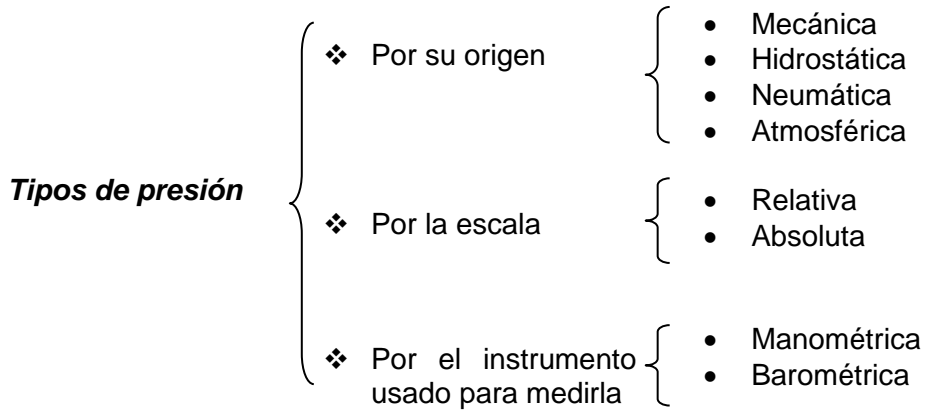 Tipos de presión
❖ Por su origen
• Mecánica
• Hidrostática
• Neumática
• Atmosférica
❖ Por la escala
• Relativa
• Absoluta
❖ Por el instrumento
usado para medirla
• Manométrica
• Barométrica